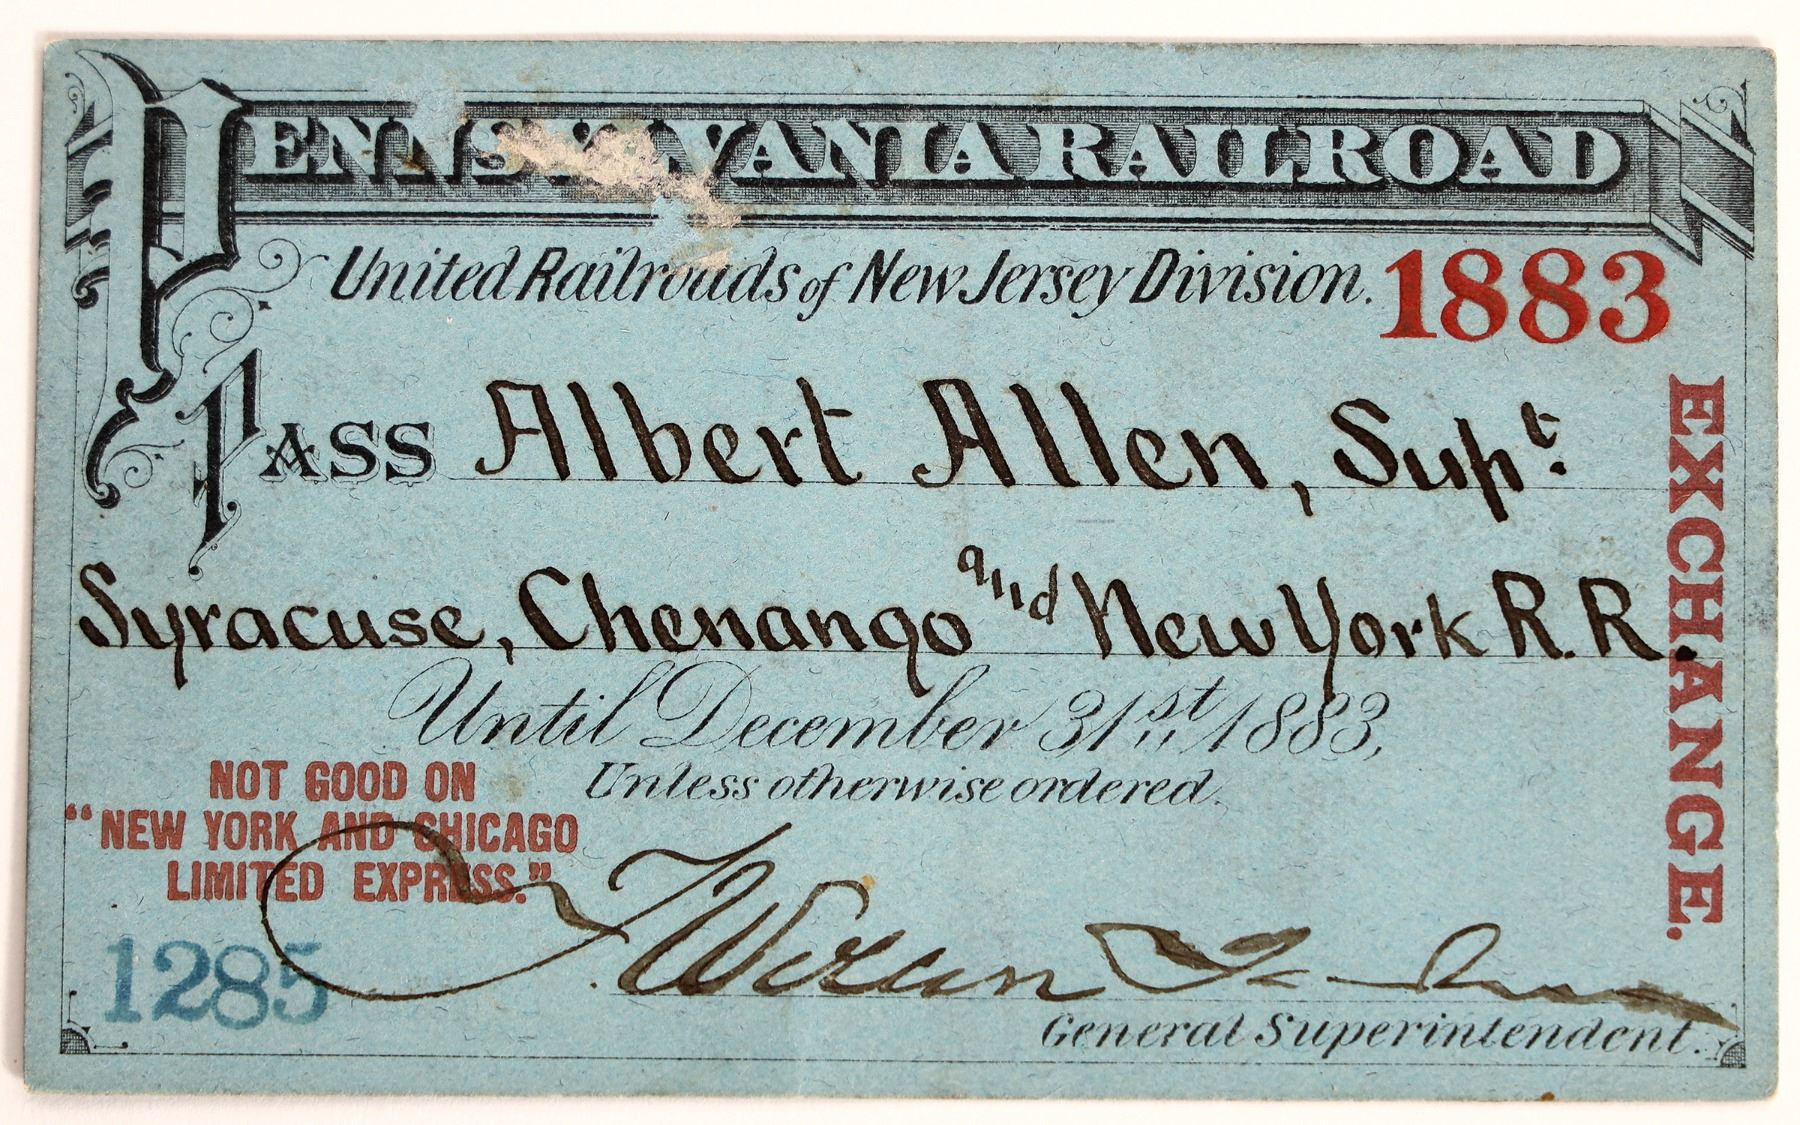 PENNSYLVANIA RAILROAD
United Railroads of New Jersey Division. 1883
PASS Albert Allen, Supt.
Syracuse, Chenango and New York R.R.
Until December 31st, 1883,
Unless otherwise ordered.
NOT GOOD ON
"NEW YORK AND CHICAGO
LIMITED EXPRESS."
1285
General Superintendent.
EXCHANGE.